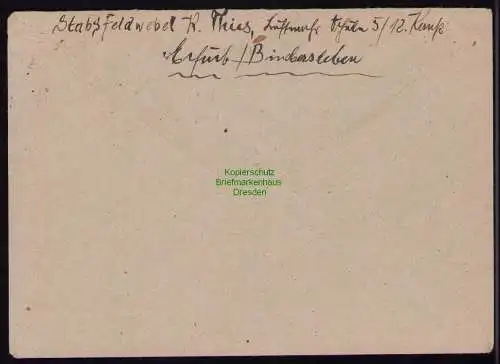 Stabsfeldwebel R. Thies, Luftwaffe 5/12. Komp
Erfurt/Bindersleben
Kopierschutz
Briefmarkenhaus
Dresden